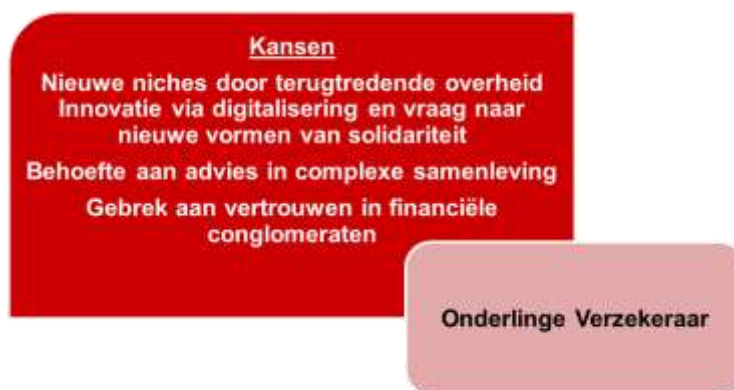 Kansen
Nieuwe niches door terugtredende overheid
Innovatie via digitalisering en vraag naar
nieuwe vormen van solidariteit
Behoefte aan advies in complexe samenleving
Gebrek aan vertrouwen in financiële
conglomeraten
Onderlinge Verzekeraar